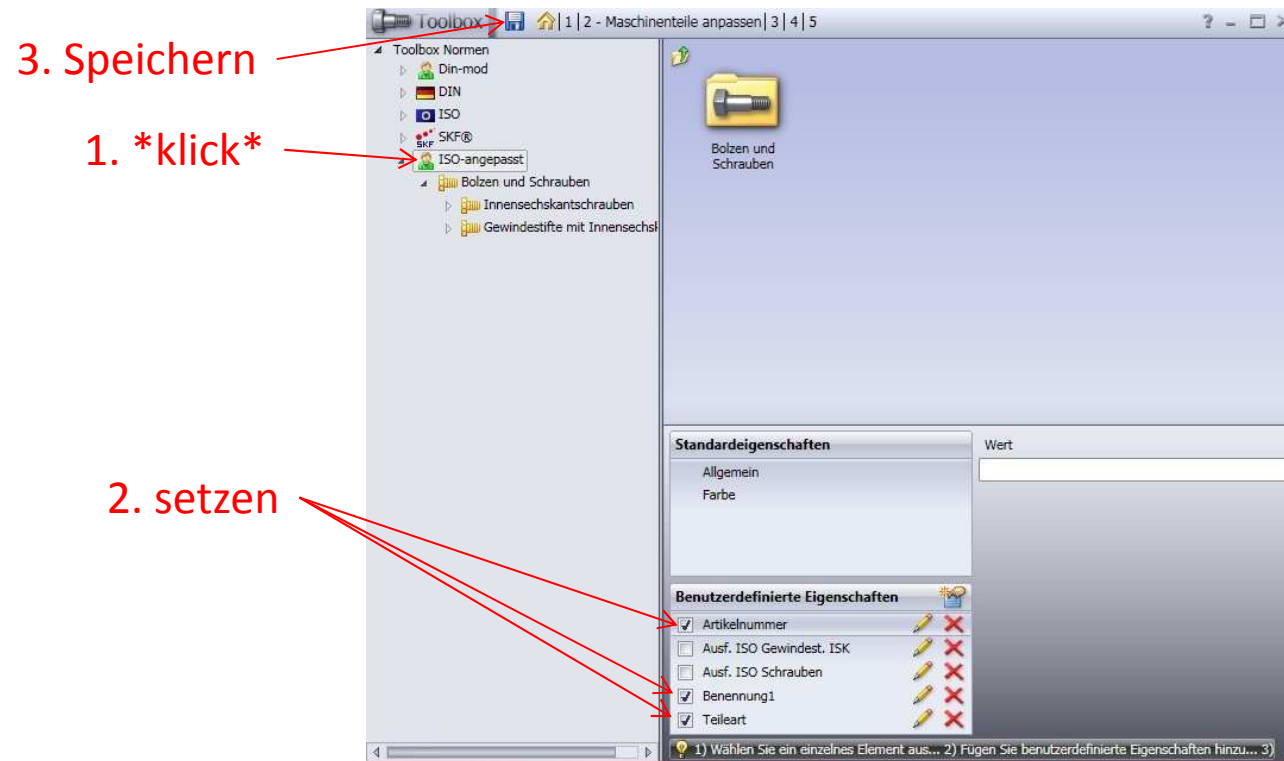 Toolbox
1 | 2 - Maschinenteile anpassen | 3 | 4 | 5
3. Speichern
1. *klick*
2. setzen
Toolbox Normen
Din-mod
DIN
ISO
SKF SKF®
ISO-angepasst
Bolzen und Schrauben
Innensechskantschrauben
Gewindestifte mit Innensechsk
Bolzen und
Schrauben
Standardeigenschaften
Wert
Allgemein
Farbe
Benutzerdefinierte Eigenschaften
Artikelnummer
Ausf. ISO Gewindest. ISK
Ausf. ISO Schrauben
Benennung1
Teileart
1) Wählen Sie ein einzelnes Element aus... 2) Fügen Sie benutzerdefinierte Eigenschaften hinzu... 3)